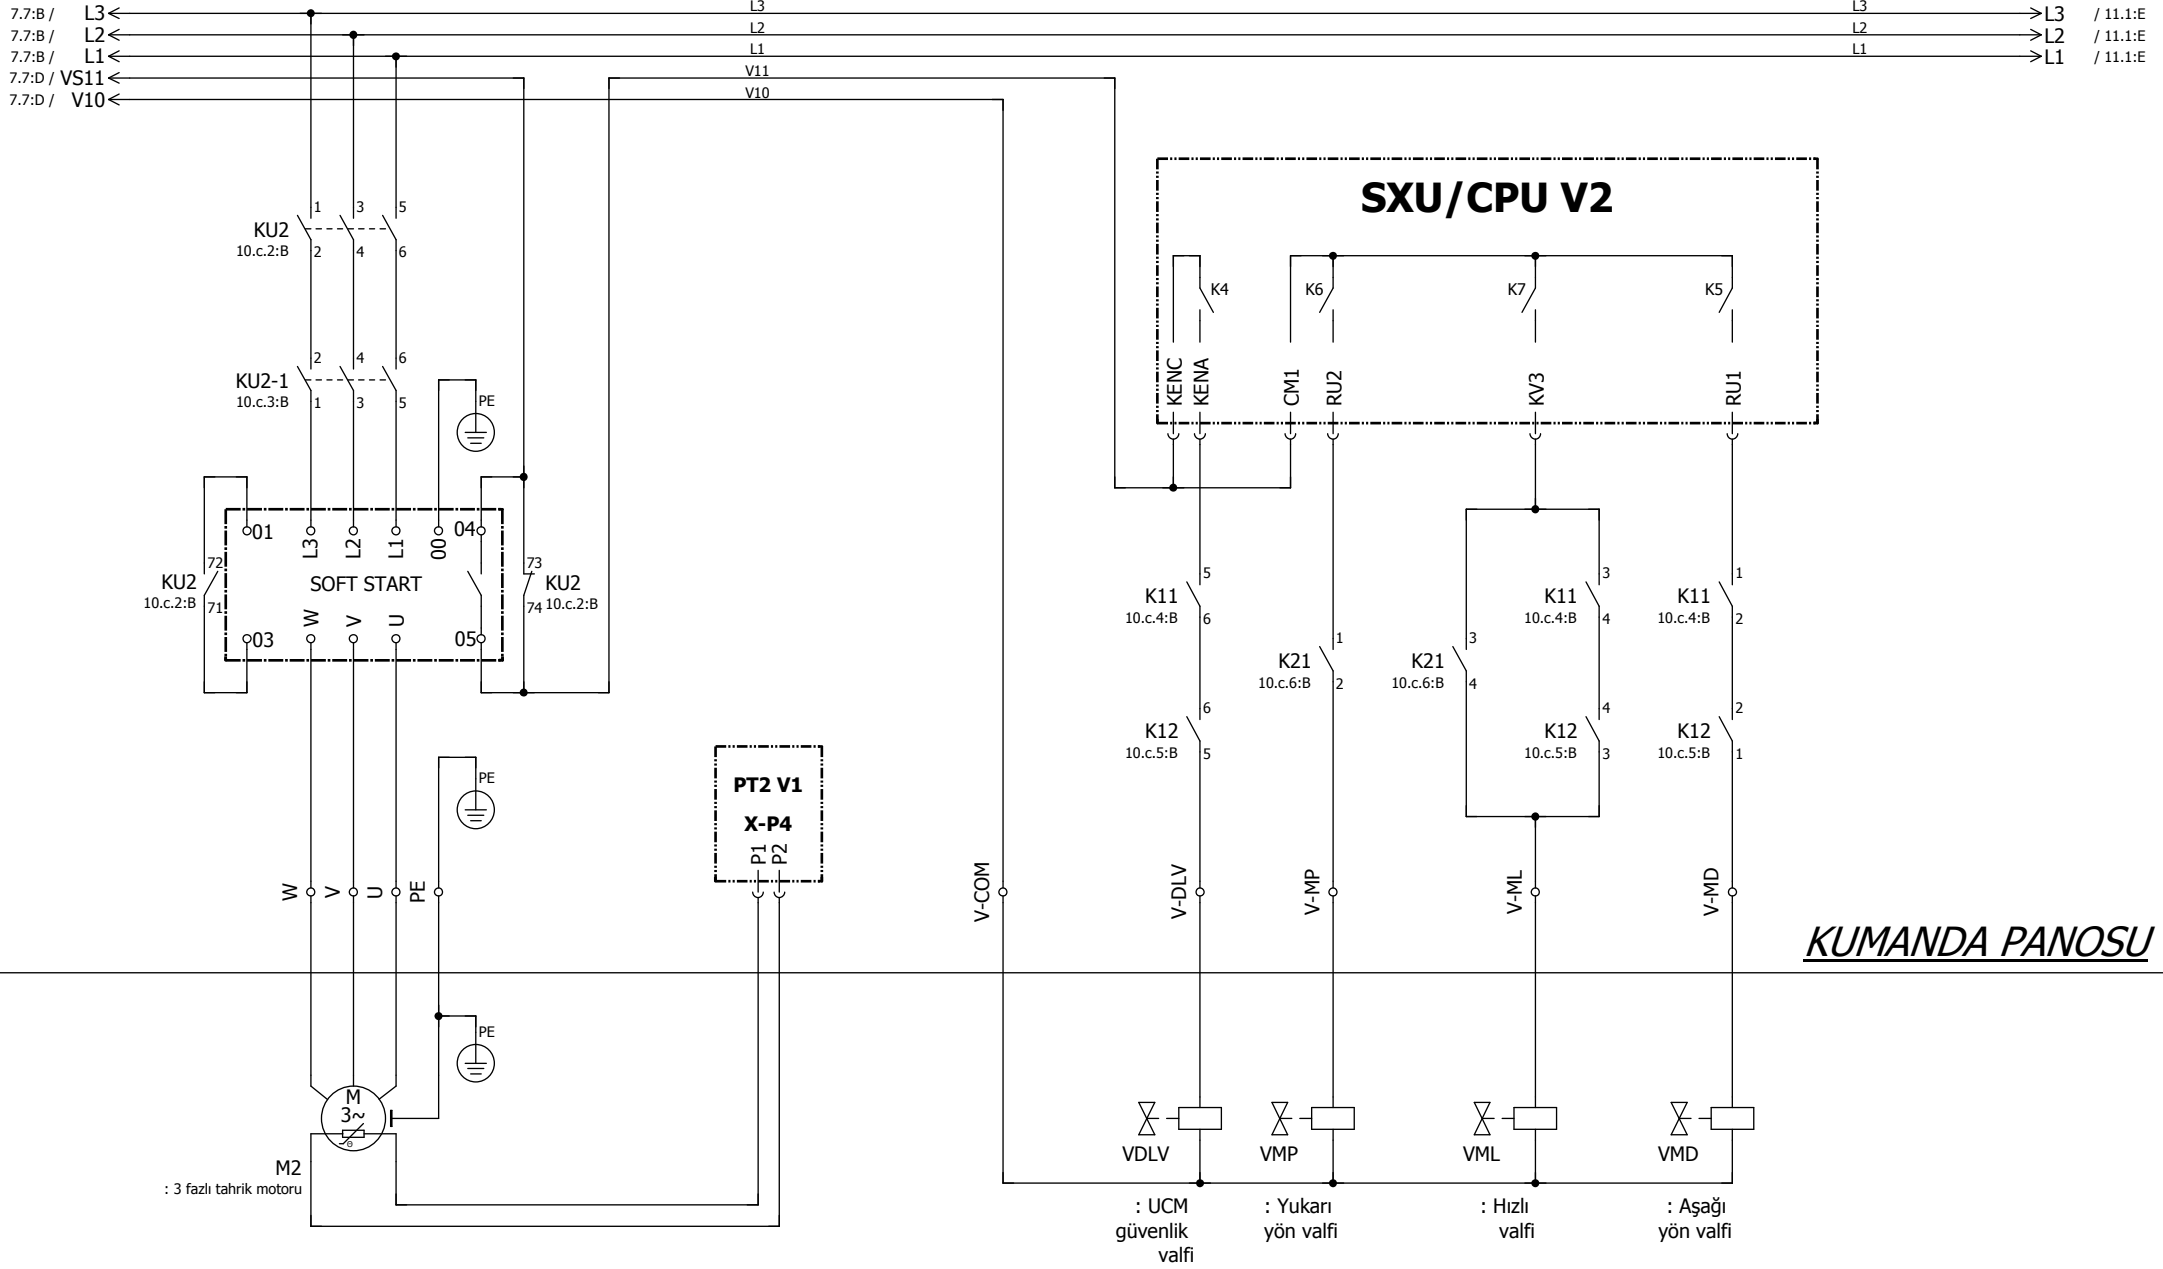 7.7:B / L3 L3 L3 L3 / 11.1:E
7.7:B / L2 L2 L2 L2 / 11.1:E
7.7:B / L1 L1 L1 L1 / 11.1:E
7.7:D / VS11 V11
7.7:D / V10 V10
SXU/CPU V2
1 3 5
KU2
10.c.2:B 2 4 6
K4 K6 K7 K5
2 4 6
KU2-1
10.c.3:B 1 3 5
PE
KENC KENA CM1 RU2 KV3 RU1
01 L3 L2 L1 00 04
72 73
KU2 SOFT START KU2
10.c.2:B 71 74 10.c.2:B
W V U
03 05
5 3 1
K11 K11 K11
10.c.4:B 6 10.c.4:B 4 10.c.4:B 2
1 3
K21 K21
10.c.6:B 2 10.c.6:B 4
6 4 2
K12 K12 K12
10.c.5:B 5 10.c.5:B 3 10.c.5:B 1
PE
PT2 V1
X-P4
P1 P2
W V U PE V-COM V-DLV V-MP V-ML V-MD
KUMANDA PANOSU
PE
M
3~
θ
M2
: 3 fazlı tahrik motoru
VDLV VMP VML VMD
: UCM
güvenlik
valfi
: Yukarı
yön valfi
: Hızlı
valfi
: Aşağı
yön valfi